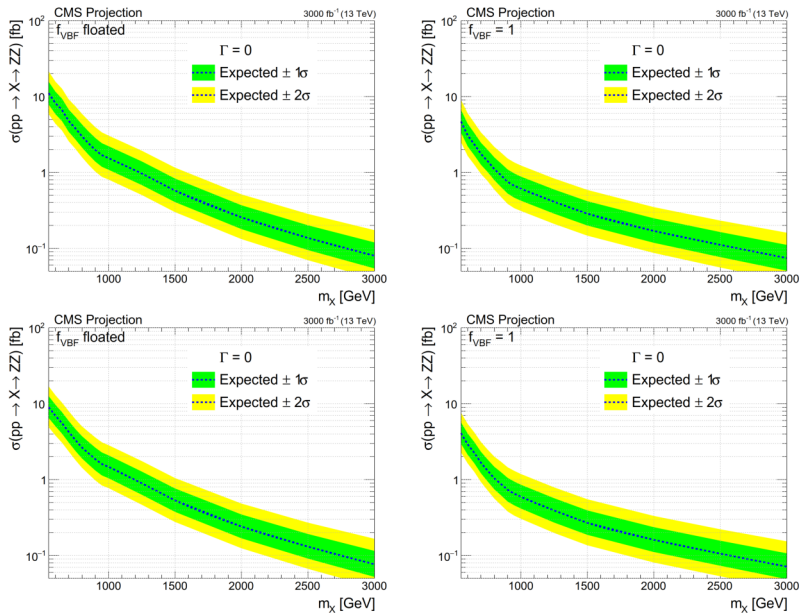 CMS Projection 3000 fb⁻¹ (13 TeV)
f_VBF floated
Γ = 0
Expected ± 1σ
Expected ± 2σ
σ(pp → X → ZZ) [fb]
10²
10
1
10⁻¹
1000 1500 2000 2500 3000
m_X [GeV]
CMS Projection 3000 fb⁻¹ (13 TeV)
f_VBF = 1
Γ = 0
Expected ± 1σ
Expected ± 2σ
σ(pp → X → ZZ) [fb]
10²
10
1
10⁻¹
1000 1500 2000 2500 3000
m_X [GeV]
CMS Projection 3000 fb⁻¹ (13 TeV)
f_VBF floated
Γ = 0
Expected ± 1σ
Expected ± 2σ
σ(pp → X → ZZ) [fb]
10²
10
1
10⁻¹
1000 1500 2000 2500 3000
m_X [GeV]
CMS Projection 3000 fb⁻¹ (13 TeV)
f_VBF = 1
Γ = 0
Expected ± 1σ
Expected ± 2σ
σ(pp → X → ZZ) [fb]
10²
10
1
10⁻¹
1000 1500 2000 2500 3000
m_X [GeV]